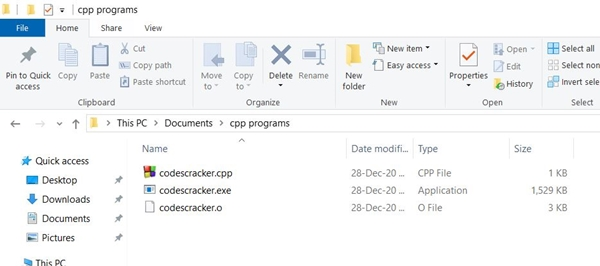 cpp programs
File Home Share View
Pin to Quick access
Copy
Paste
Cut
Copy path
Paste shortcut
Clipboard
Move to
Copy to
Delete
Rename
Organize
New folder
New item
Easy access
New
Properties
Open
Edit
History
Open
Select all
Select non
Invert selec
Select
This PC Documents cpp programs
Name Date modifi... Type Size
Quick access
Desktop
Downloads
Documents
Pictures
This PC
codescracker.cpp 28-Dec-20 ... CPP File 1 KB
codescracker.exe 28-Dec-20 ... Application 1,529 KB
codescracker.o 28-Dec-20 ... O File 3 KB